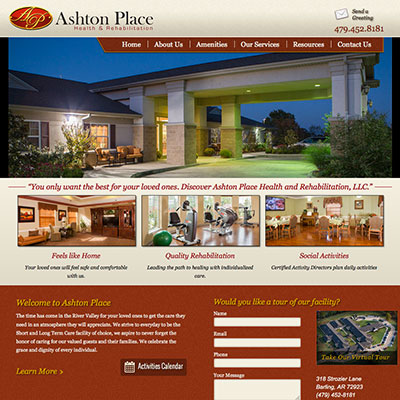 AP Ashton Place
Health & Rehabilitation
Send a
Greeting
479.452.8181
Home | About Us | Amenities | Our Services | Resources | Contact Us
“You only want the best for your loved ones. Discover Ashton Place Health and Rehabilitation, LLC.”
Feels like Home
Your loved ones will feel safe and comfortable
with us.
Quality Rehabilitation
Leading the path to healing with individualized
care.
Social Activities
Certified Activity Directors plan daily activities
Welcome to Ashton Place
The time has come in the River Valley for your loved ones to get the care they
need in an atmosphere they will appreciate. We strive to everyday to be the
Short and Long Term Care facility of choice, we aspire to never forget the
honor of caring for our valued guests and their families. We celebrate the
grace and dignity of every individual.
Learn More >
Activities Calendar
Would you like a tour of our facility?
Name
Email
Phone
Your Message
Take Our Virtual Tour
318 Strozier Lane
Barling, AR 72923
(479) 452-8181